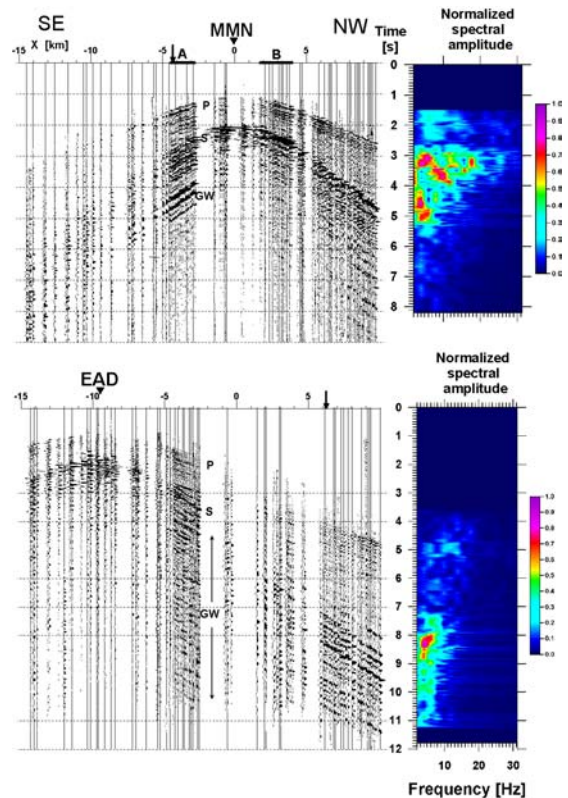 SE
MMN
NW
Time
[s]
X [km]
-15
-10
-5
0
5
A
B
P
S
GW
0
1
2
3
4
5
6
7
8
Normalized
spectral
amplitude
10
20
30
1.0
0.9
0.8
0.7
0.6
0.5
0.4
0.3
0.2
0.1
0.0
EAD
-15
-10
-5
0
5
P
S
GW
0
1
2
3
4
5
6
7
8
9
10
11
12
Normalized
spectral
amplitude
10
20
30
Frequency [Hz]
1.0
0.9
0.8
0.7
0.6
0.5
0.4
0.3
0.2
0.1
0.0